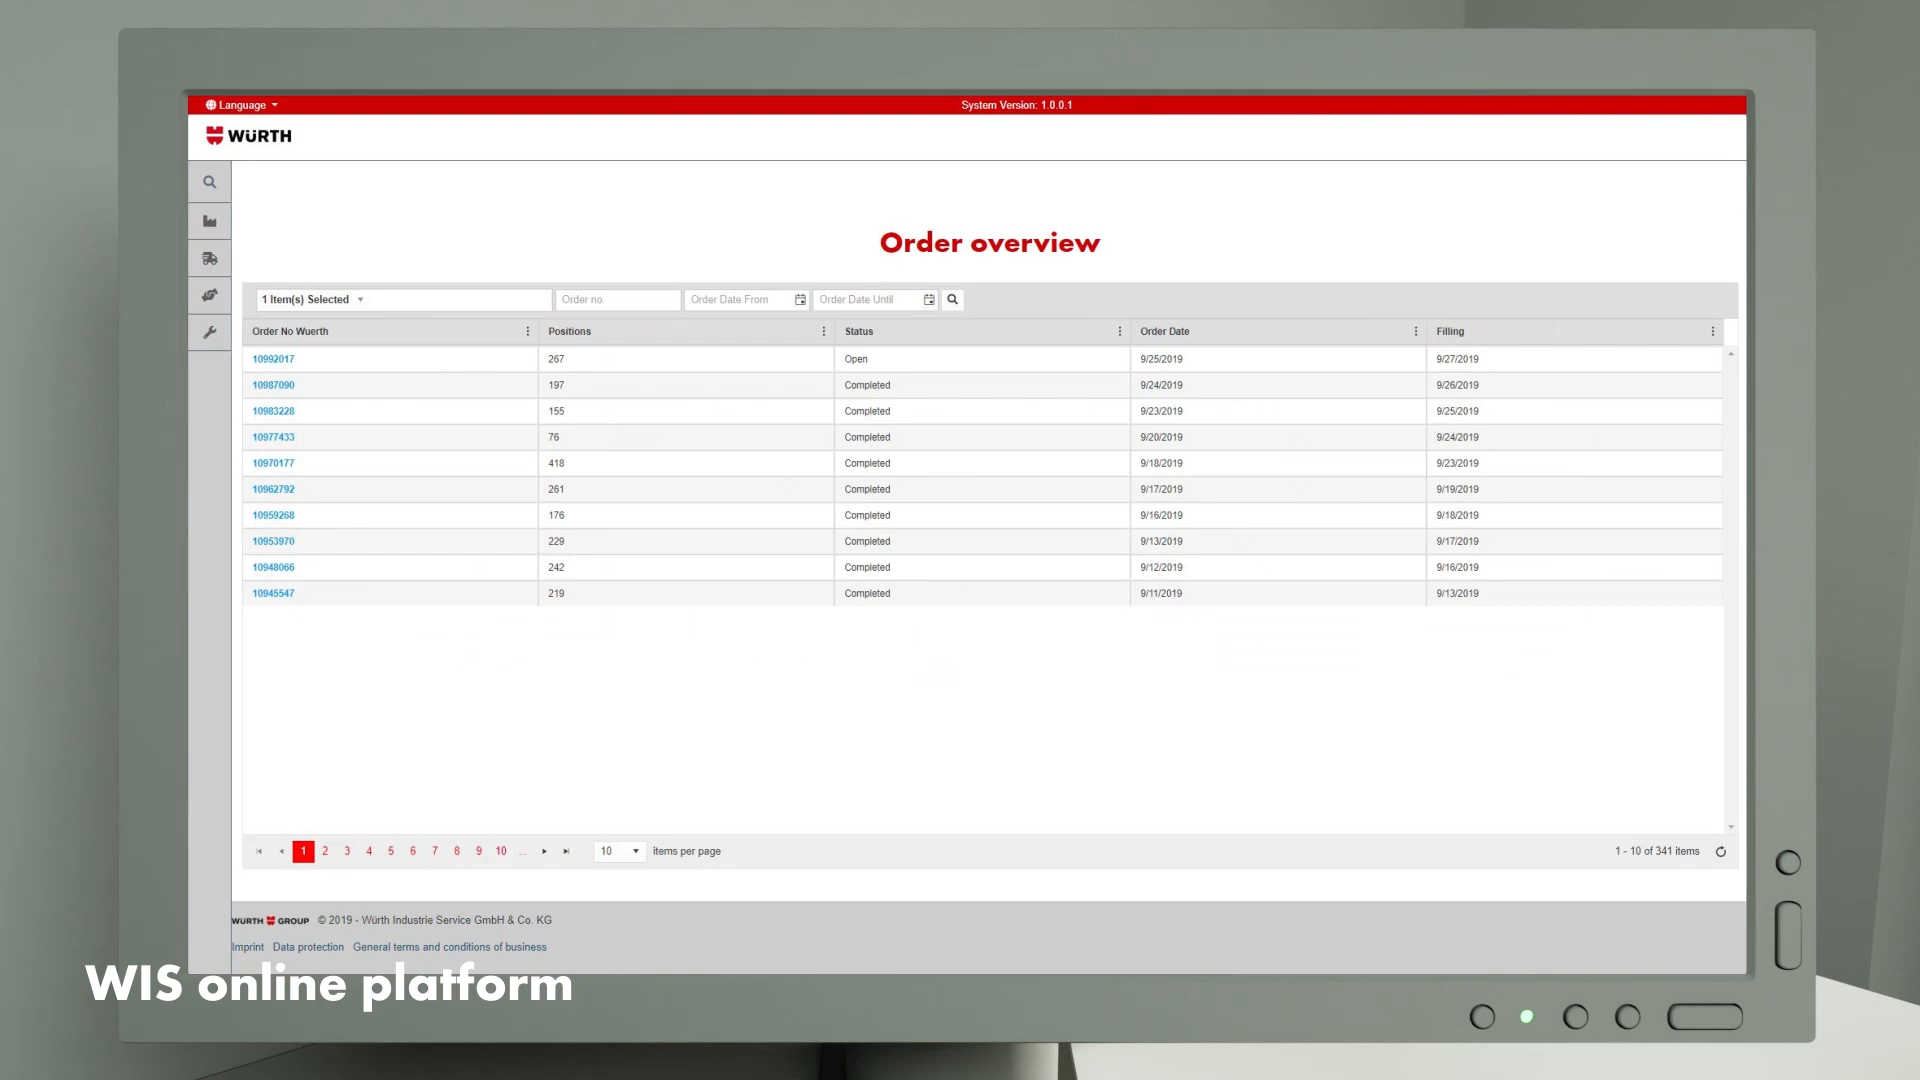 Language
System Version: 1.0.0.1
WÜRTH
Order overview
1 Item(s) Selected
Order no.
Order Date From
Order Date Until
Order No Wuerth Positions Status Order Date Filling
10992017 267 Open 9/25/2019 9/27/2019
10987090 197 Completed 9/24/2019 9/26/2019
10983228 155 Completed 9/23/2019 9/25/2019
10977433 76 Completed 9/20/2019 9/24/2019
10970177 418 Completed 9/18/2019 9/23/2019
10962792 261 Completed 9/17/2019 9/19/2019
10959268 176 Completed 9/16/2019 9/18/2019
10953970 229 Completed 9/13/2019 9/17/2019
10948066 242 Completed 9/12/2019 9/16/2019
10945547 219 Completed 9/11/2019 9/13/2019
1 2 3 4 5 6 7 8 9 10 ... 10 items per page 1 - 10 of 341 items
WÜRTH GROUP © 2019 - Würth Industrie Service GmbH & Co. KG
Imprint Data protection General terms and conditions of business
WIS online platform